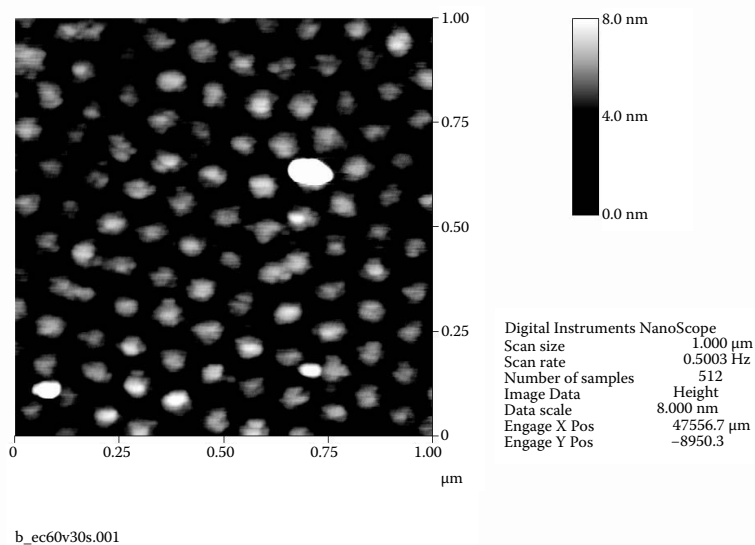 1.00
8.0 nm
0.75
4.0 nm
0.50
0.0 nm
0.25
Digital Instruments NanoScope
Scan size 1.000 μm
Scan rate 0.5003 Hz
Number of samples 512
Image Data Height
Data scale 8.000 nm
Engage X Pos 47556.7 μm
Engage Y Pos −8950.3
0
0 0.25 0.50 0.75 1.00
μm
b_ec60v30s.001